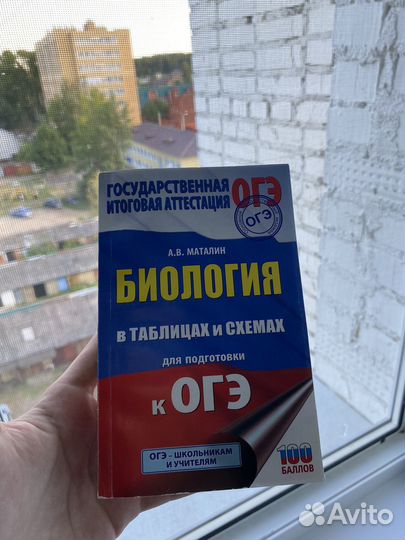 ГОСУДАРСТВЕННАЯ
ИТОГОВАЯ АТТЕСТАЦИЯ
ОГЭ
ОГЭ
А.В. МАТАЛИН
БИОЛОГИЯ
В ТАБЛИЦАХ и СХЕМАХ
для подготовки
к ОГЭ
ОГЭ - ШКОЛЬНИКАМ
И УЧИТЕЛЯМ
100
БАЛЛОВ
Avito